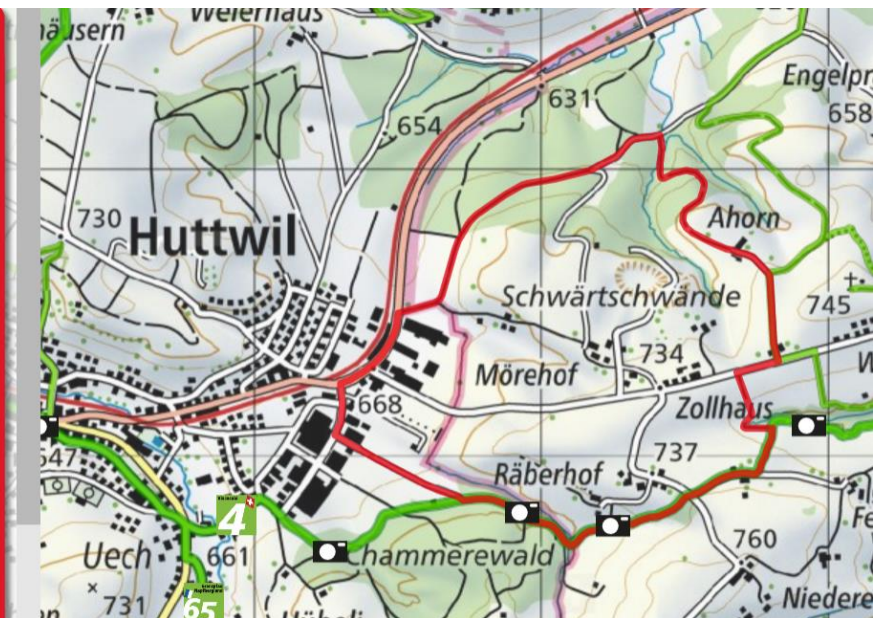 Weierhaus
häusern
631
Engelpr
658
654
730
Huttwil
Ahorn
Schwärtschwände
745
734
Mörehof
668
Zollhaus
647
737
Räberhof
4
Uech
661
Chammerewald
760
731
65
Niedere